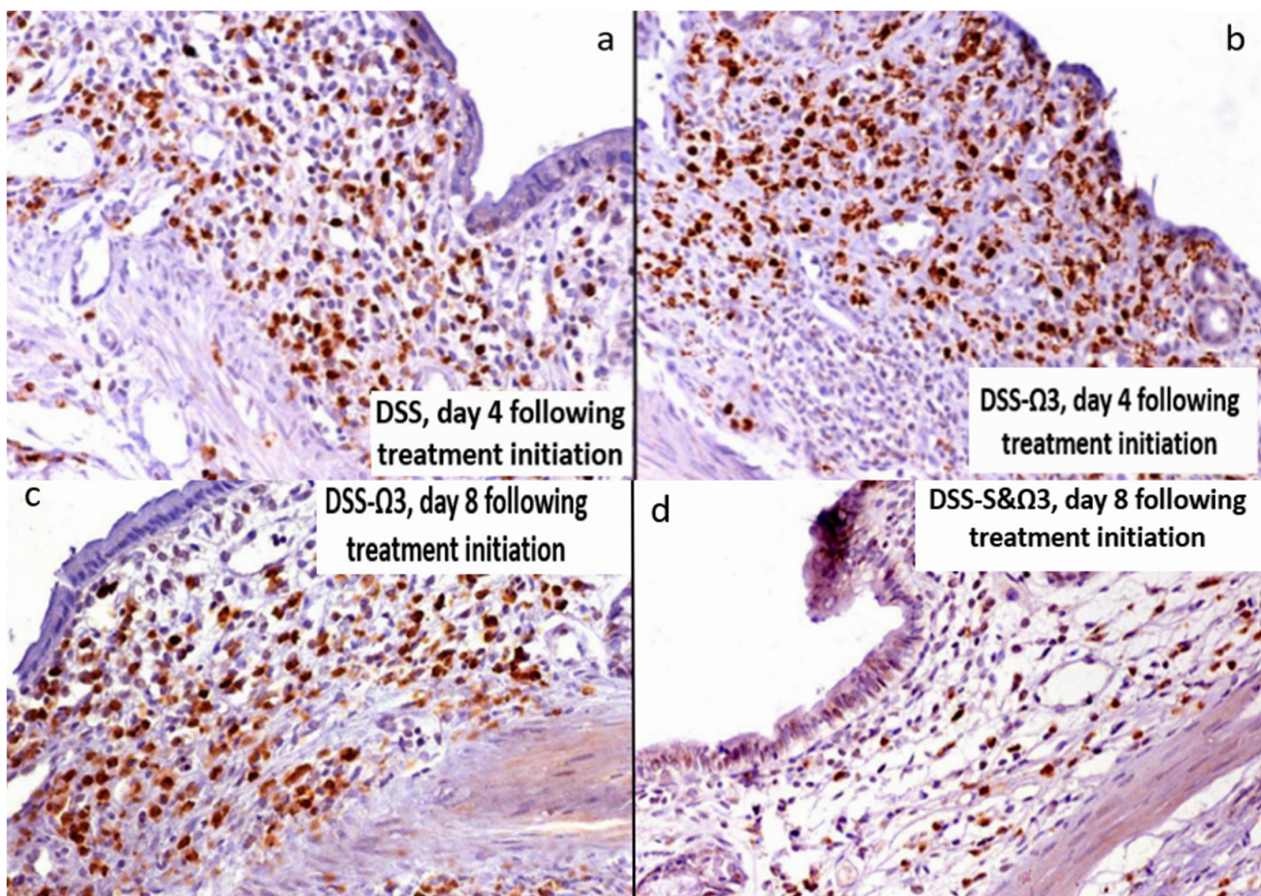 a
DSS, day 4 following
treatment initiation
b
DSS-Ω3, day 4 following
treatment initiation
c
DSS-Ω3, day 8 following
treatment initiation
d
DSS-S&Ω3, day 8 following
treatment initiation